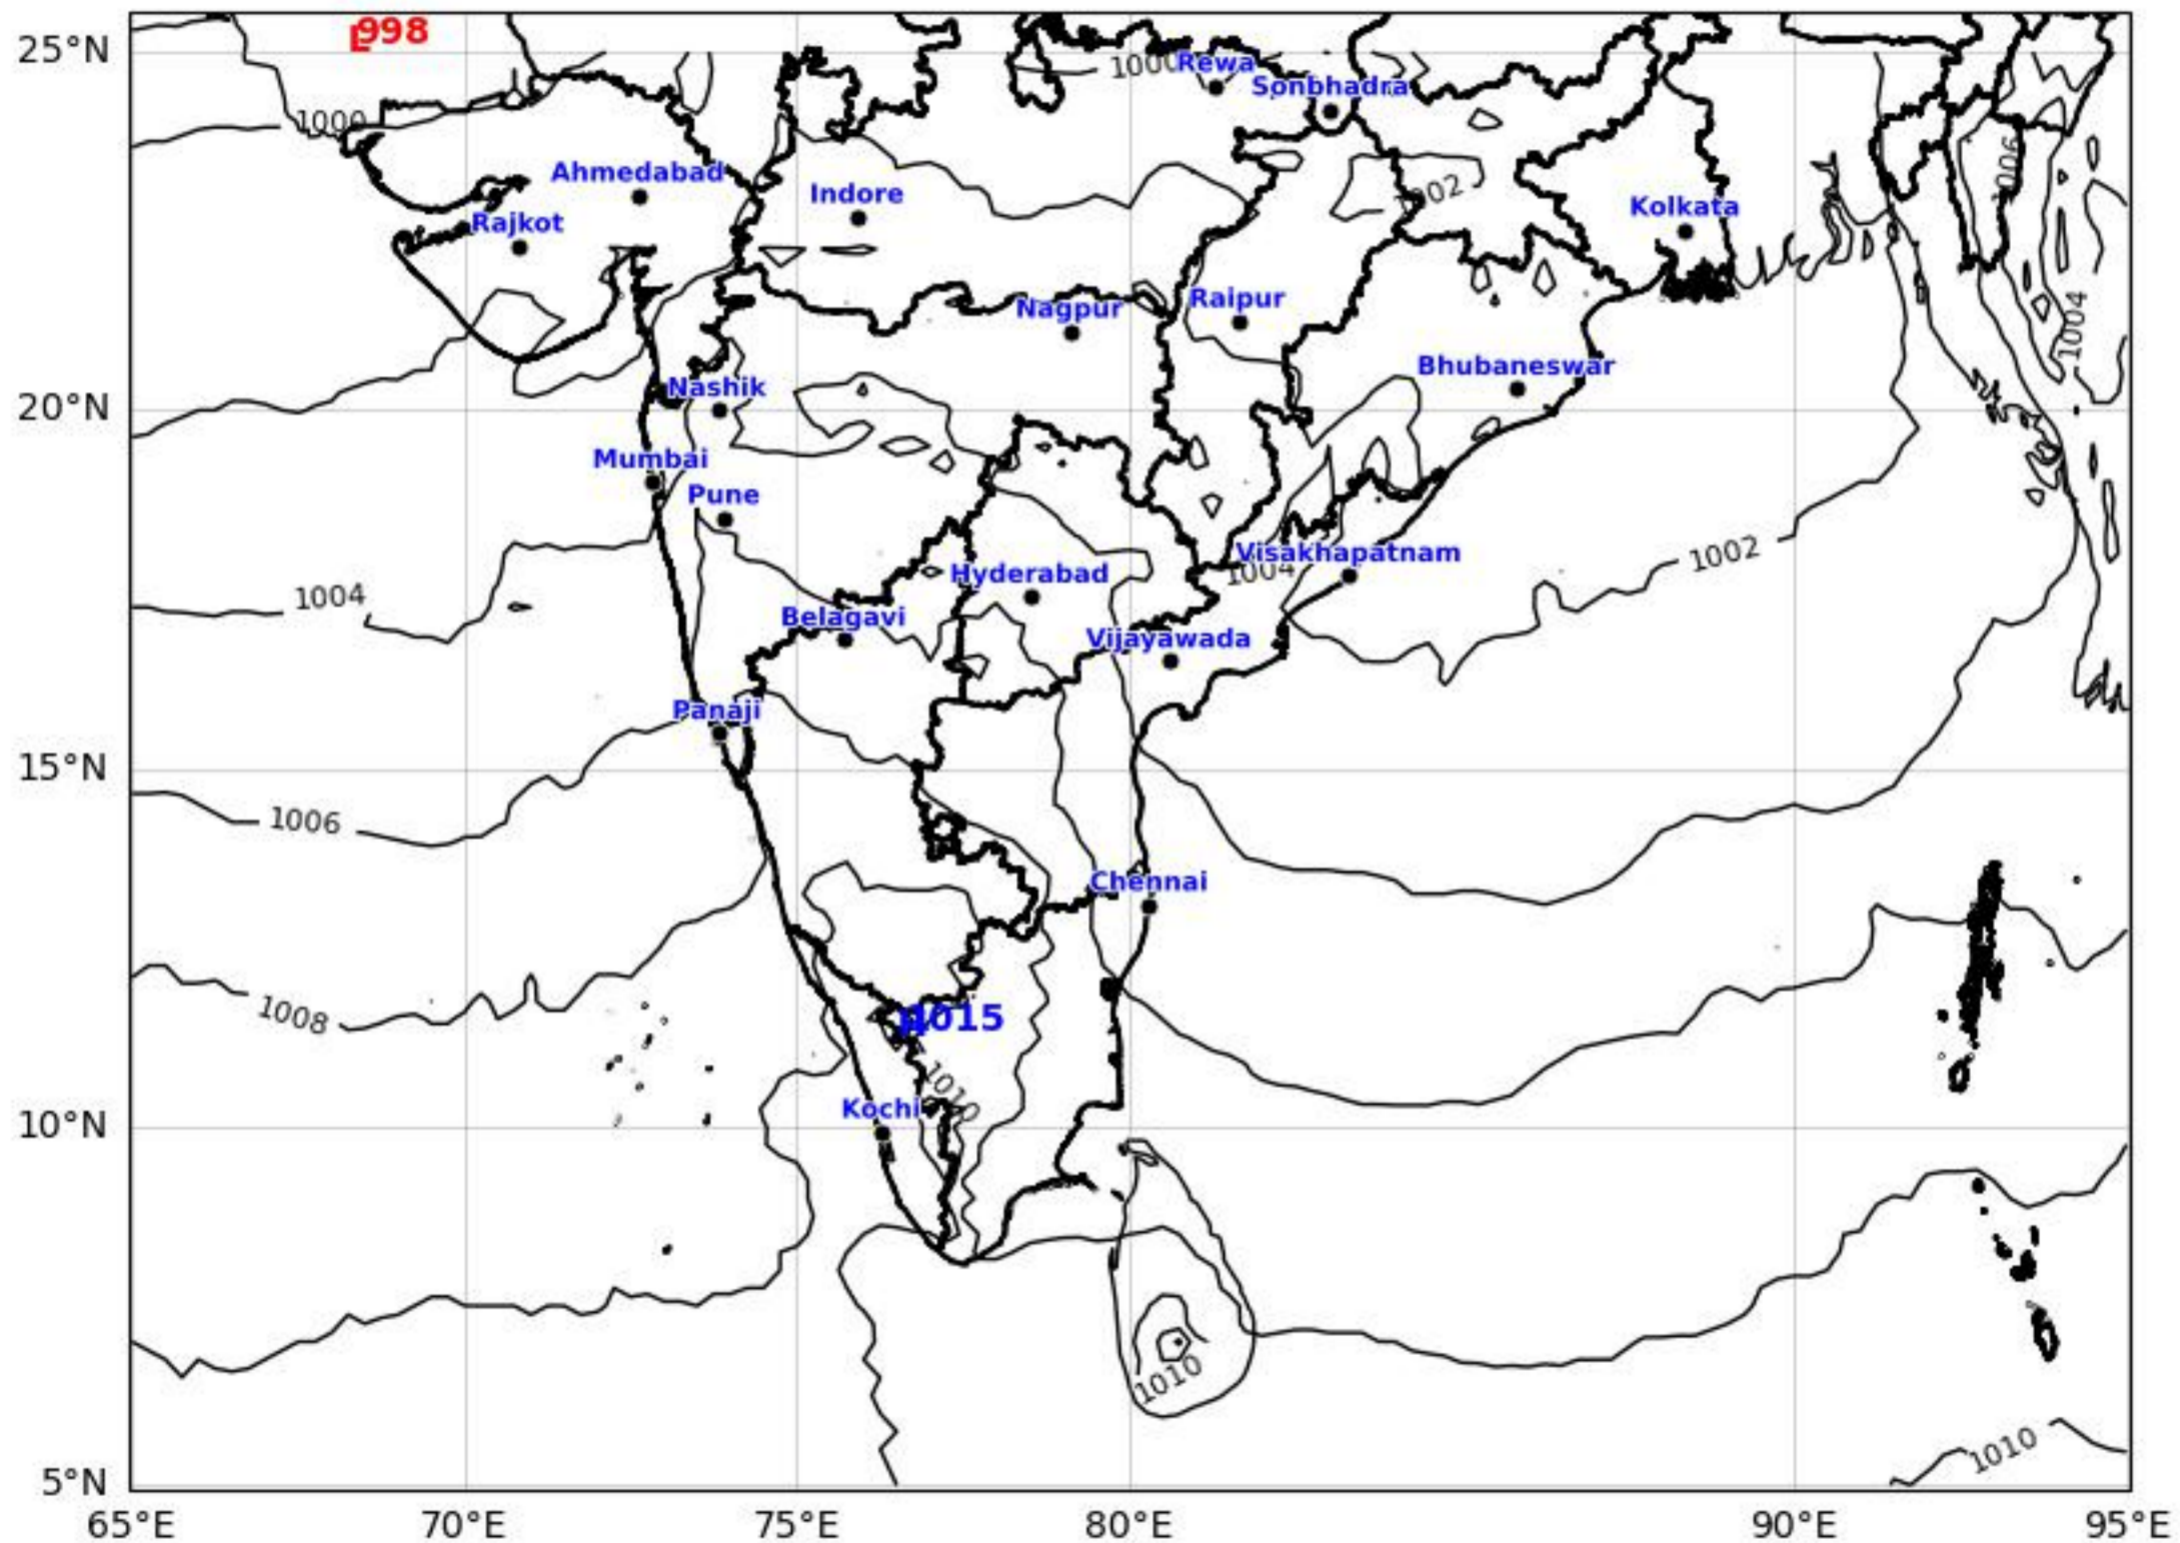 25°N
L998
1000
Rewa
Sonbhadra
1000
Ahmedabad
Indore
1002
1006
Rajkot
Kolkata
Nagpur
Raipur
1004
20°N
Nashik
Bhubaneswar
Mumbai
Pune
1004
Hyderabad
Visakhapatnam
1004
1002
Belagavi
Vijayawada
Panaji
15°N
1006
Chennai
1008
H1015
1010
10°N
Kochi
1010
1010
5°N
65°E
70°E
75°E
80°E
90°E
95°E